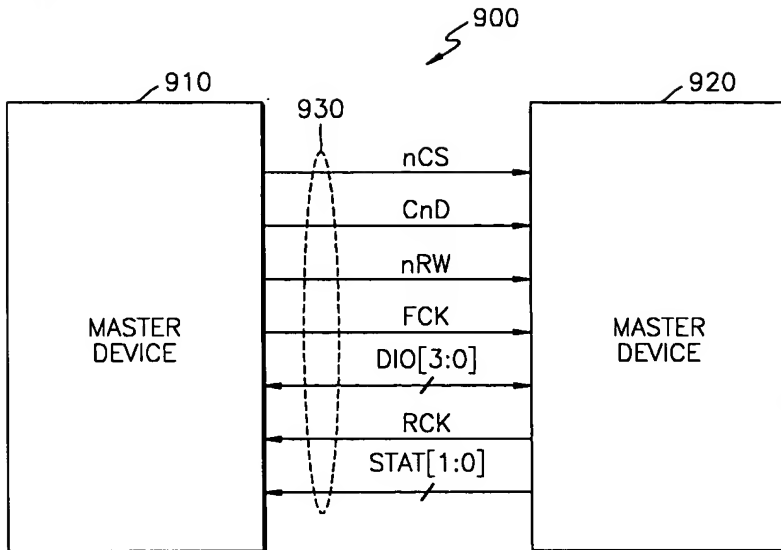 900
910
920
930
nCS
CnD
nRW
FCK
DIO[3:0]
RCK
STAT[1:0]
MASTER
DEVICE
MASTER
DEVICE